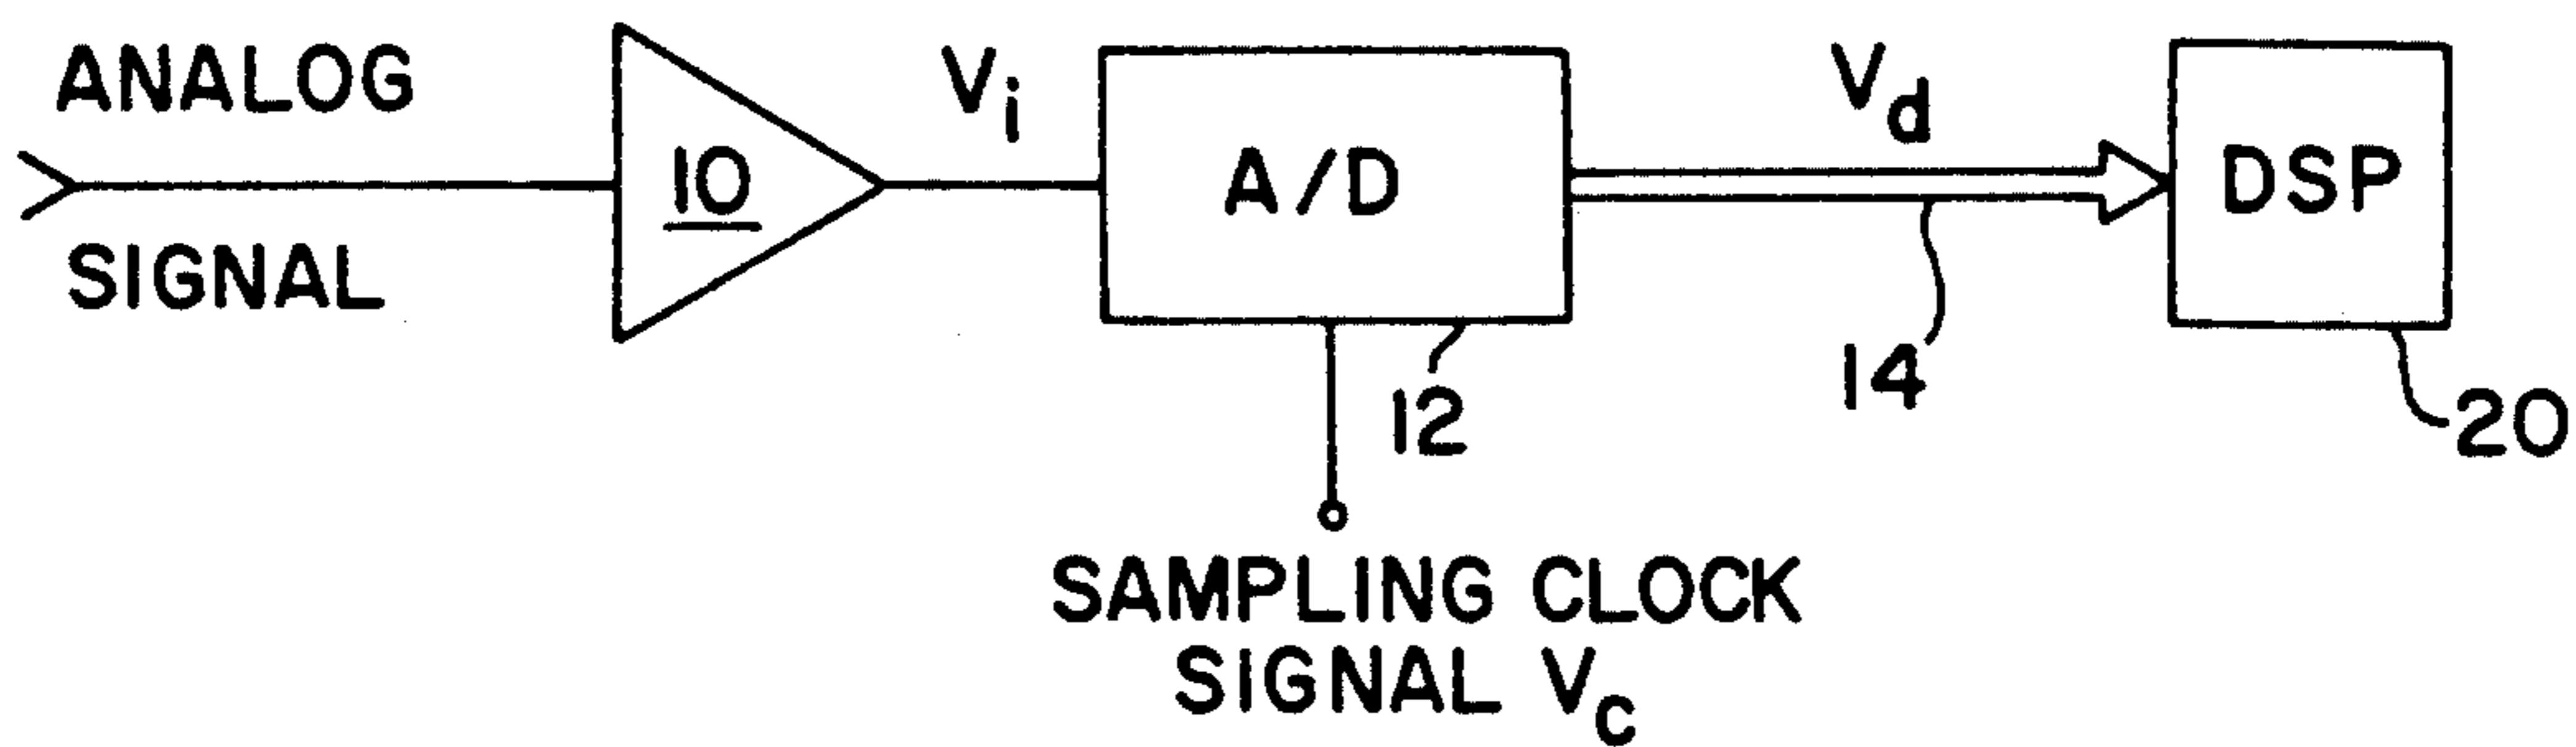 ANALOG
SIGNAL
10
Vi
A/D
12
SAMPLING CLOCK
SIGNAL Vc
Vd
14
DSP
20